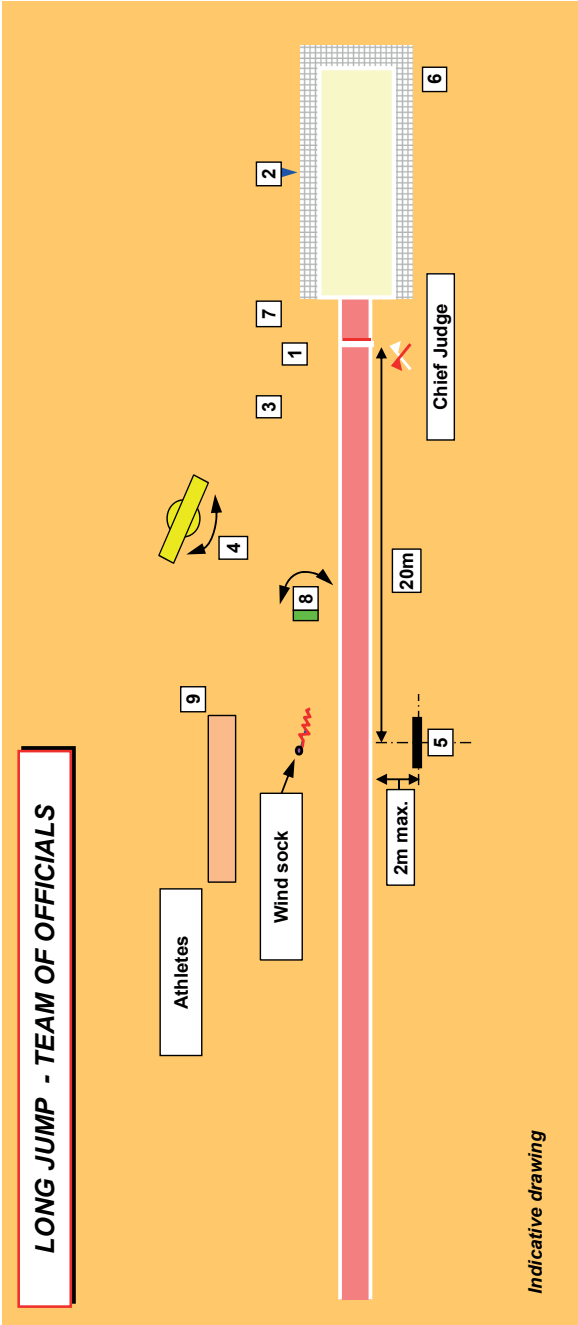 LONG JUMP - TEAM OF OFFICIALS
Athletes
9
4
Wind sock
8
3
1
7
2
6
Chief Judge
20m
5
2m max.
Indicative drawing